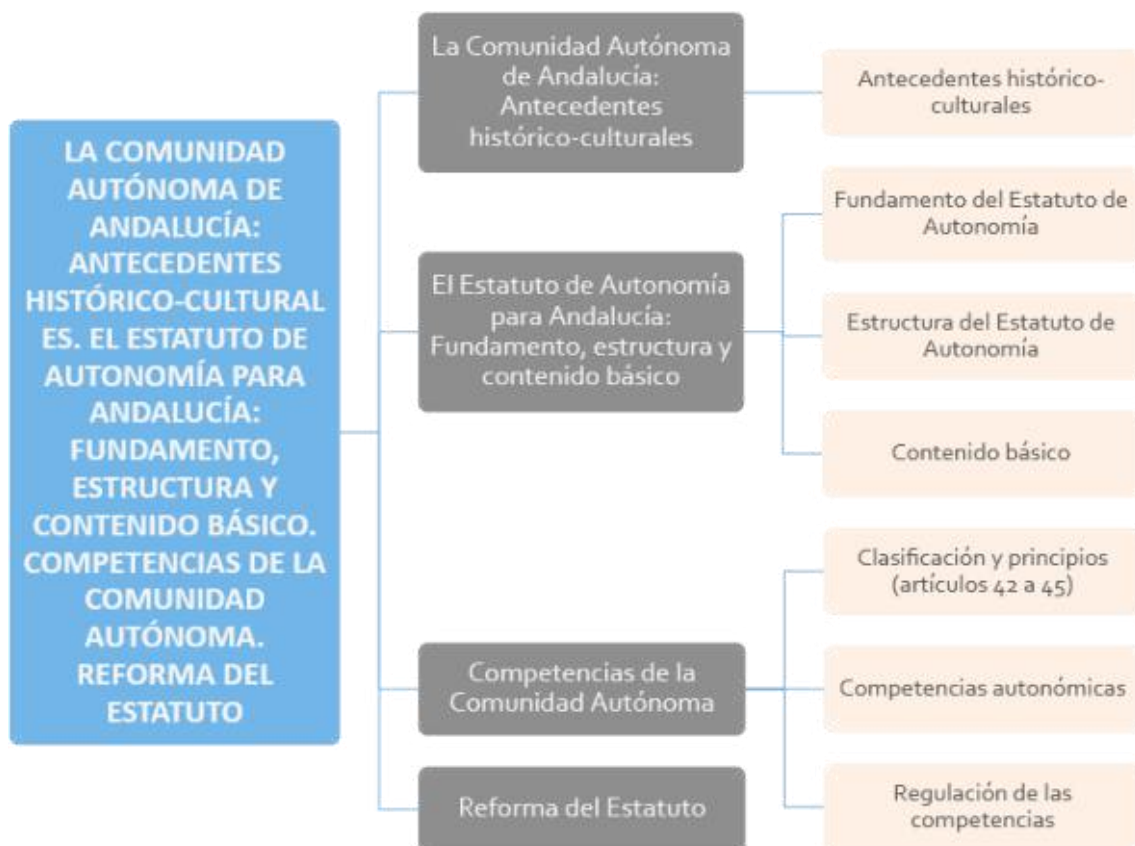 LA COMUNIDAD
AUTÓNOMA DE
ANDALUCÍA:
ANTECEDENTES
HISTÓRICO-CULTURAL
ES. EL ESTATUTO DE
AUTONOMÍA PARA
ANDALUCÍA:
FUNDAMENTO,
ESTRUCTURA Y
CONTENIDO BÁSICO.
COMPETENCIAS DE LA
COMUNIDAD
AUTÓNOMA.
REFORMA DEL
ESTATUTO
La Comunidad Autónoma
de Andalucía:
Antecedentes
histórico-culturales
Antecedentes histórico-
culturales
El Estatuto de Autonomía
para Andalucía:
Fundamento, estructura y
contenido básico
Fundamento del Estatuto de
Autonomía
Estructura del Estatuto de
Autonomía
Contenido básico
Competencias de la
Comunidad Autónoma
Clasificación y principios
(artículos 42 a 45)
Competencias autonómicas
Regulación de las
competencias
Reforma del Estatuto